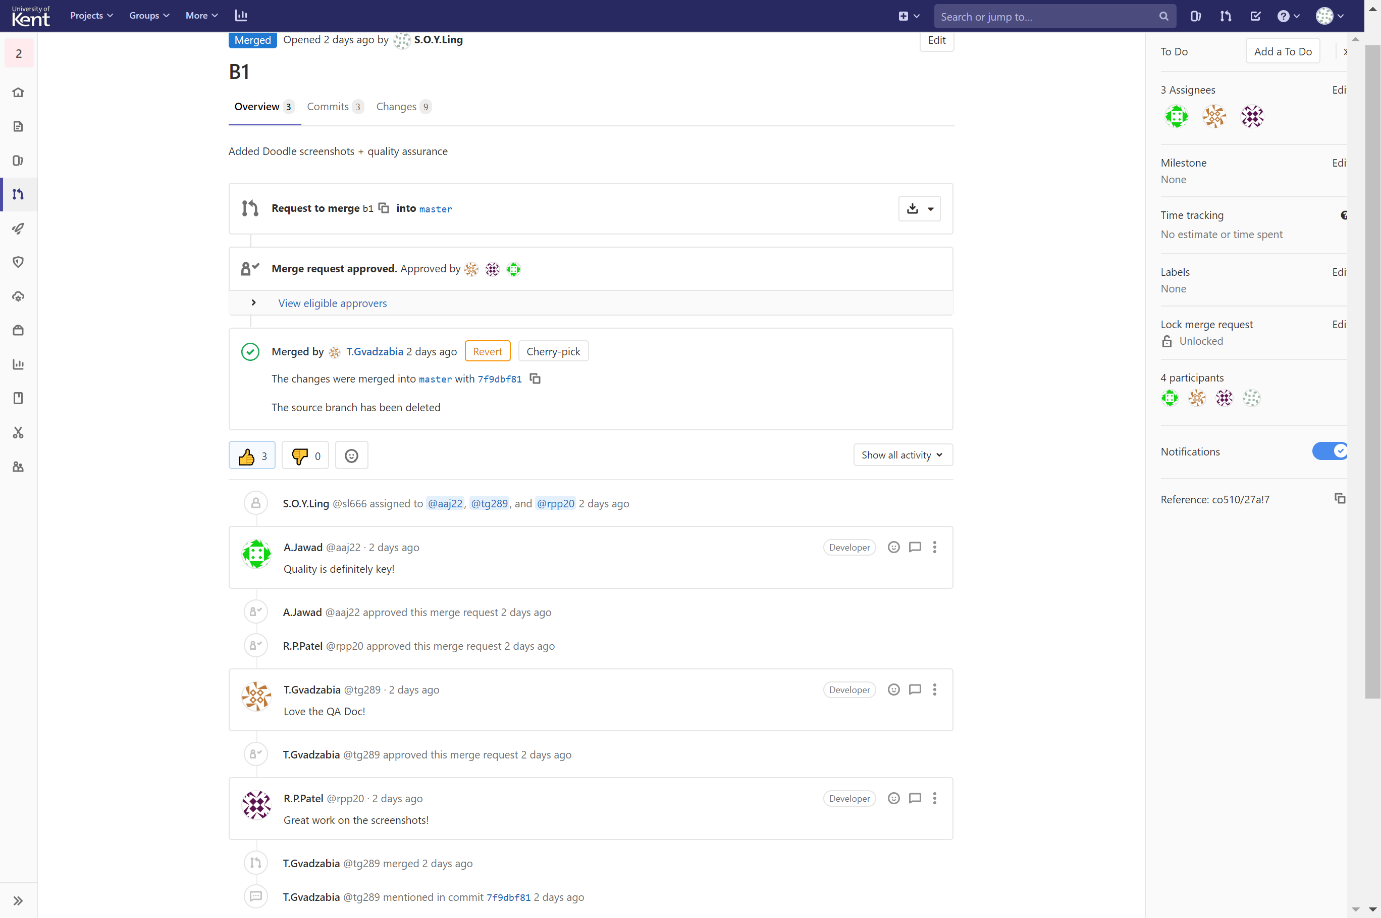 University of
Kent
Projects
Groups
More
Search or jump to...
Merged Opened 2 days ago by S.O.Y.Ling
Edit
B1
Overview 3
Commits 3
Changes 9
Added Doodle screenshots + quality assurance
Request to merge b1 into master
Merge request approved. Approved by
View eligible approvers
Merged by T.Gvadzabia 2 days ago Revert Cherry-pick
The changes were merged into master with 7f9dbf81
The source branch has been deleted
3
0
Show all activity
S.O.Y.Ling @sl666 assigned to @aaj22, @tg289, and @rpp20 2 days ago
A.Jawad @aaj22 · 2 days ago
Developer
Quality is definitely key!
A.Jawad @aaj22 approved this merge request 2 days ago
R.P.Patel @rpp20 approved this merge request 2 days ago
T.Gvadzabia @tg289 · 2 days ago
Developer
Love the QA Doc!
T.Gvadzabia @tg289 approved this merge request 2 days ago
R.P.Patel @rpp20 · 2 days ago
Developer
Great work on the screenshots!
T.Gvadzabia @tg289 merged 2 days ago
T.Gvadzabia @tg289 mentioned in commit 7f9dbf81 2 days ago
2
To Do
Add a To Do
3 Assignees
Edi
Milestone
Edi
None
Time tracking
No estimate or time spent
Labels
Edi
None
Lock merge request
Edi
Unlocked
4 participants
Notifications
Reference: co510/27a!7